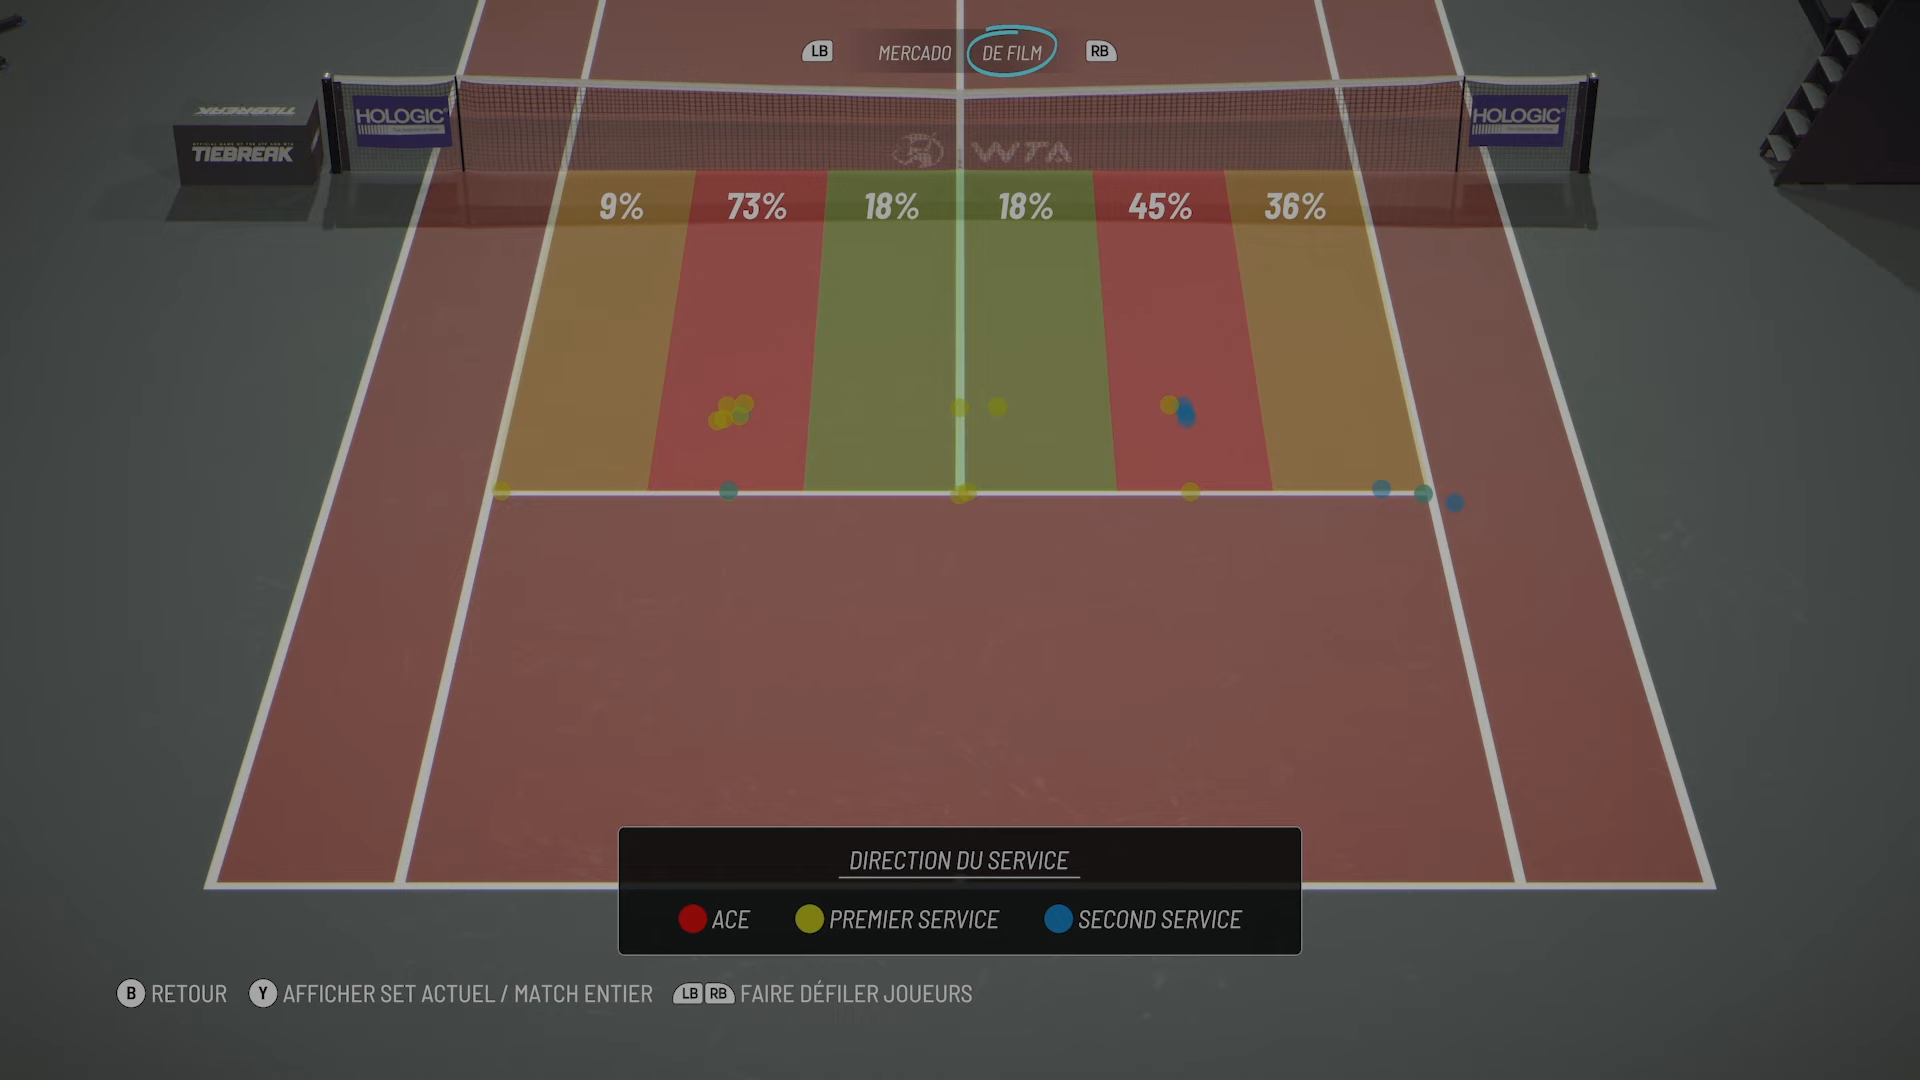 LB MERCADO DE FILM RB
HOLOGIC
HOLOGIC
TIEBREAK
TIEBREAK
WTA
9% 73% 18% 18% 45% 36%
DIRECTION DU SERVICE
ACE PREMIER SERVICE SECOND SERVICE
B RETOUR Y AFFICHER SET ACTUEL / MATCH ENTIER LB RB FAIRE DÉFILER JOUEURS